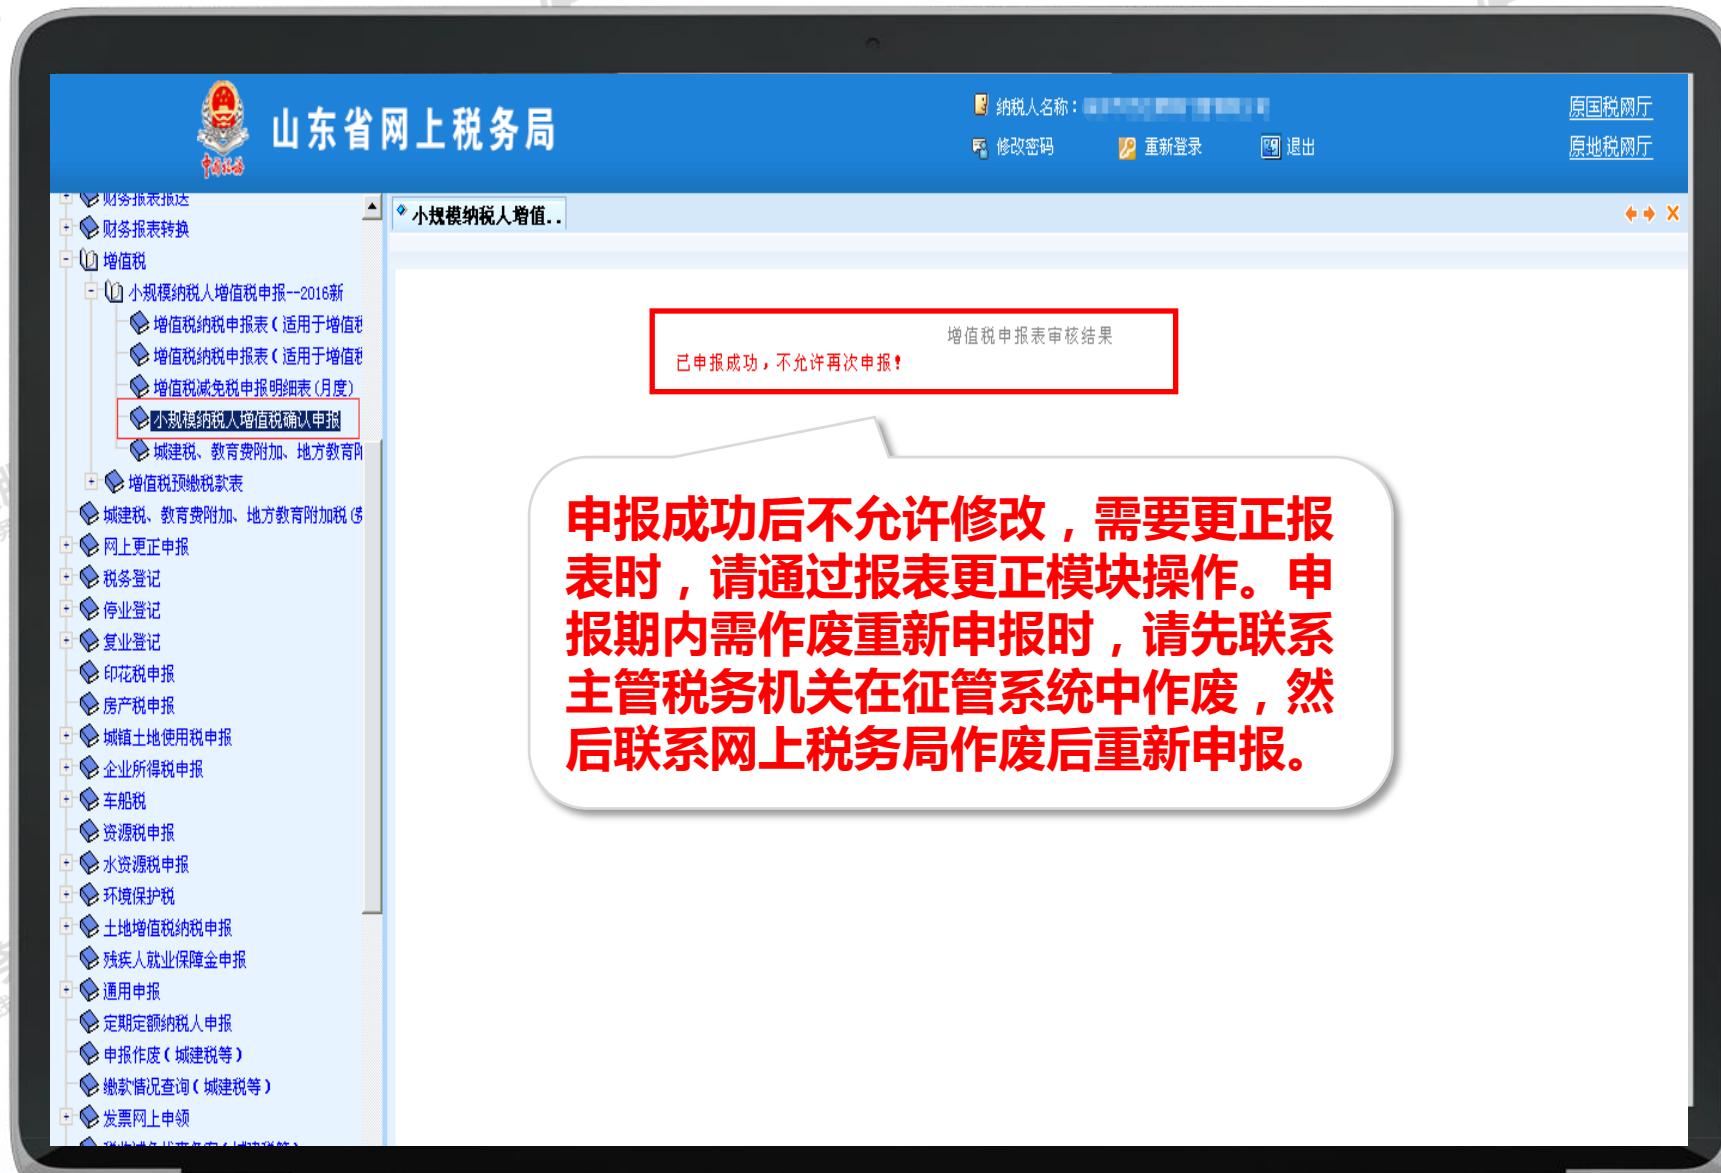 中国税务
山东省网上税务局
纳税人名称：
修改密码
重新登录
退出
原国税网厅
原地税网厅
财务报表报送
财务报表转换
增值税
小规模纳税人增值税申报--2016新
增值税纳税申报表(适用于增值税
增值税纳税申报表(适用于增值税
增值税减免税申报明细表(月度)
小规模纳税人增值税确认申报
城建税、教育费附加、地方教育附
增值税预缴税款表
城建税、教育费附加、地方教育附加税(费
网上更正申报
税务登记
停业登记
复业登记
印花税申报
房产税申报
城镇土地使用税申报
企业所得税申报
车船税
资源税申报
水资源税申报
环境保护税
土地增值税纳税申报
残疾人就业保障金申报
通用申报
定期定额纳税人申报
申报作废(城建税等)
缴款情况查询(城建税等)
发票网上申领
小规模纳税人增值..
增值税申报表审核结果
已申报成功，不允许再次申报！
申报成功后不允许修改，需要更正报
表时，请通过报表更正模块操作。申
报期内需作废重新申报时，请先联系
主管税务机关在征管系统中作废，然
后联系网上税务局作废后重新申报。